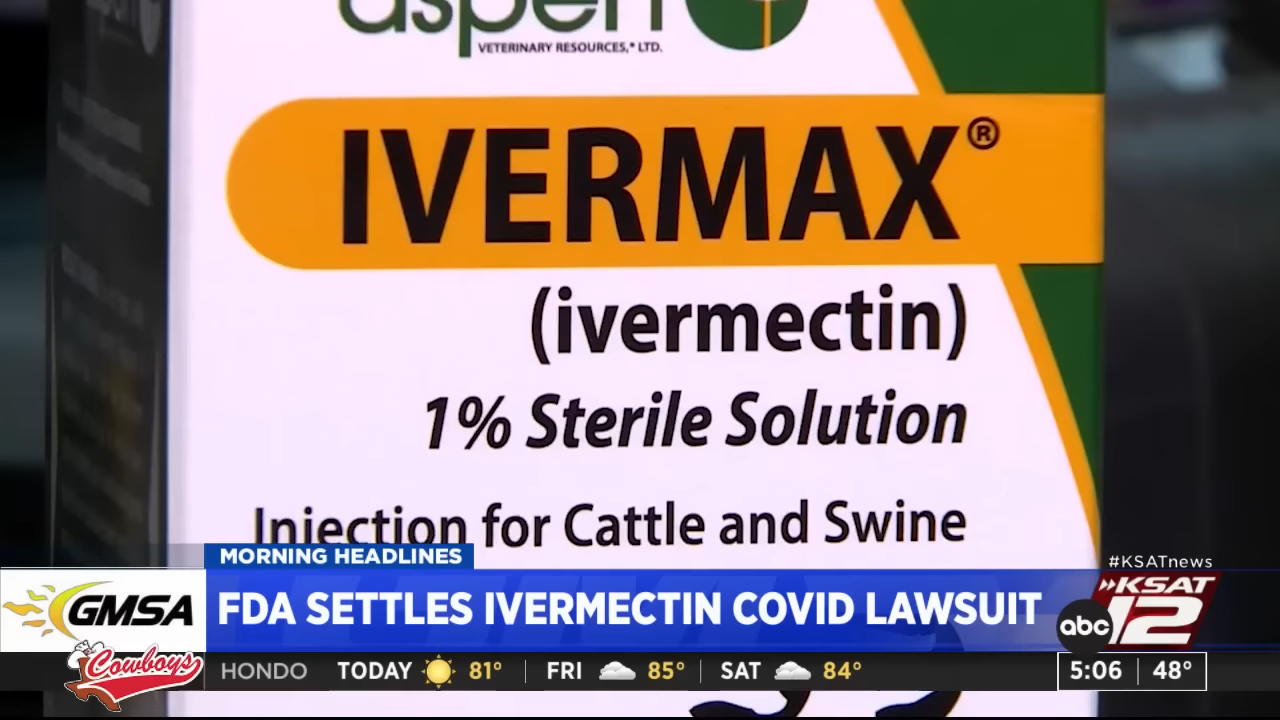 aspen
VETERINARY RESOURCES,® LTD.
IVERMAX®
(ivermectin)
1% Sterile Solution
Injection for Cattle and Swine
MORNING HEADLINES
#KSATnews
GMSA
FDA SETTLES IVERMECTIN COVID LAWSUIT
abc
KSAT
12
Cowboys
HONDO TODAY 81° FRI 85° SAT 84°
5:06 48°